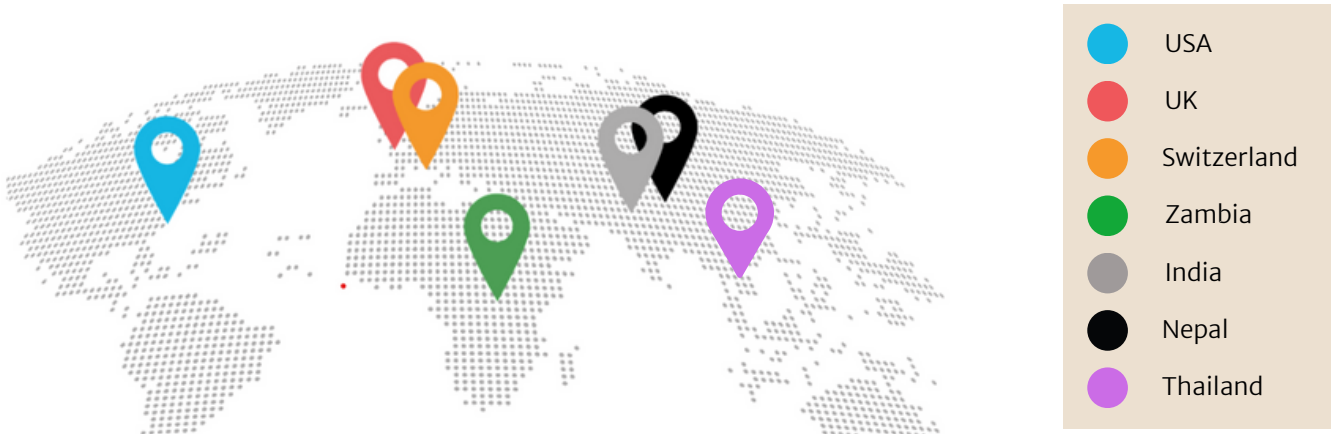 USA
UK
Switzerland
Zambia
India
Nepal
Thailand